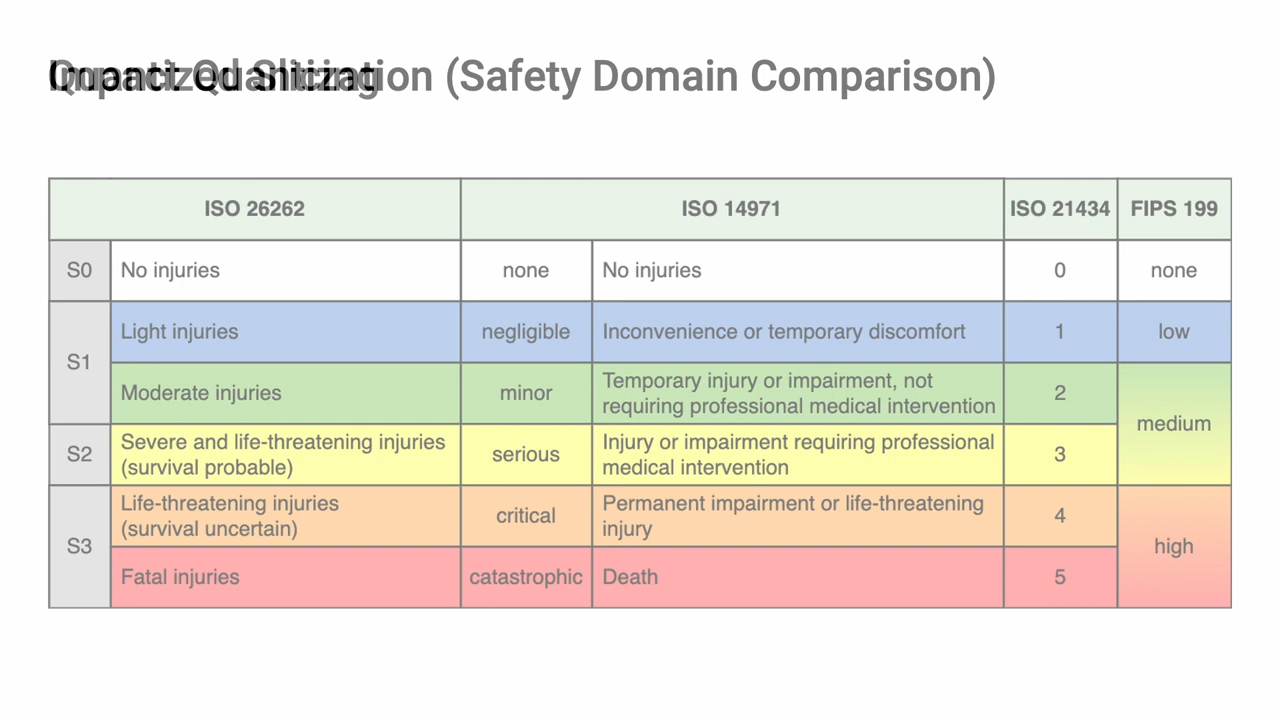 (Safety Domain Comparison)
ISO 26262 ISO 14971 ISO 21434 FIPS 199
S0 No injuries none No injuries 0 none
S1
Light injuries negligible Inconvenience or temporary discomfort 1 low
Moderate injuries minor Temporary injury or impairment, not
requiring professional medical intervention 2
medium
S2 Severe and life-threatening injuries
(survival probable) serious Injury or impairment requiring professional
medical intervention 3
S3
Life-threatening injuries
(survival uncertain) critical Permanent impairment or life-threatening
injury 4
high
Fatal injuries catastrophic Death 5